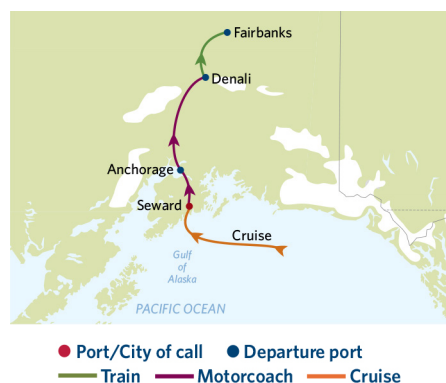 Fairbanks
Denali
Anchorage
Seward
Cruise
Gulf
of
Alaska
PACIFIC OCEAN
Port/City of call
Departure port
Train
Motorcoach
Cruise